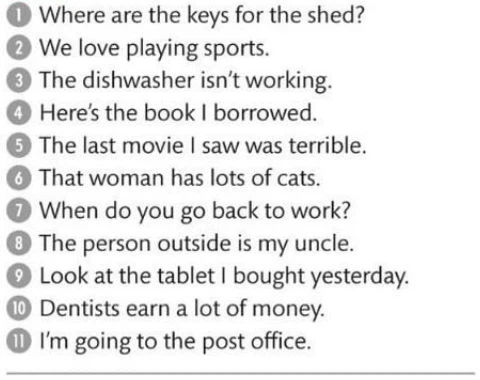 1 Where are the keys for the shed?
2 We love playing sports.
3 The dishwasher isn't working.
4 Here's the book I borrowed.
5 The last movie I saw was terrible.
6 That woman has lots of cats.
7 When do you go back to work?
8 The person outside is my uncle.
9 Look at the tablet I bought yesterday.
10 Dentists earn a lot of money.
11 I'm going to the post office.